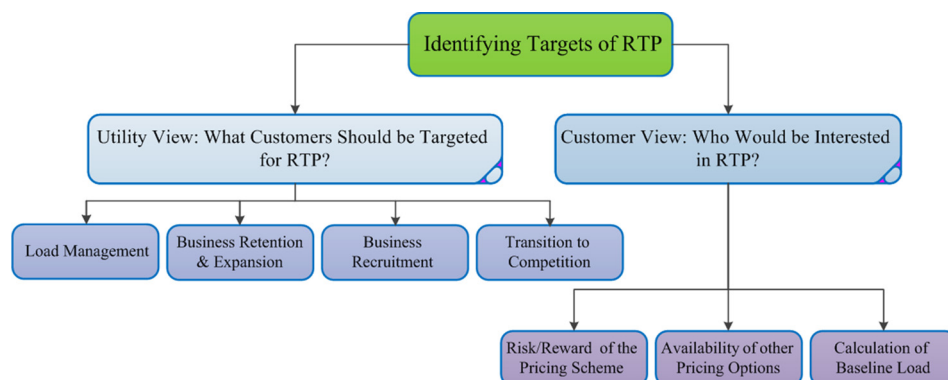 Identifying Targets of RTP
Utility View: What Customers Should be Targeted
for RTP?
Customer View: Who Would be Interested
in RTP?
Load Management
Business Retention
& Expansion
Business
Recruitment
Transition to
Competition
Risk/Reward of the
Pricing Scheme
Availability of other
Pricing Options
Calculation of
Baseline Load